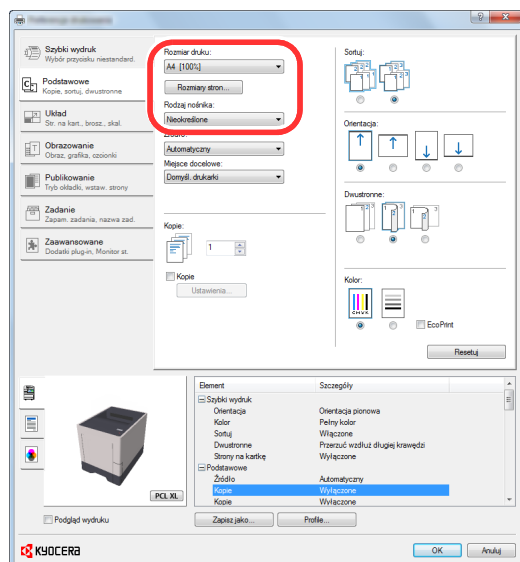 Szybki wydruk
Wybór przycisku niestandard.
Podstawowe
Kopie, sortuj, dwustronne
Układ
Str. na kart., brosz., skal.
Obrazowanie
Obraz, grafika, czcionki
Publikowanie
Tryb okładki, wstaw. strony
Zadanie
Zapam. zadania, nazwa zad.
Zaawansowane
Dodatki plug-in, Monitor st.
Rozmiar druku:
A4 [100%]
Rozmiary stron...
Rodzaj nośnika:
Nieokreślone
Źródło:
Automatyczny
Miejsce docelowe:
Domyśl. drukarki
Kopie:
1
Kopie
Ustawienia...
Sortuj:
Orientacja:
Dwustronne:
Kolor:
CMYK
EcoPrint
Resetuj
PCL XL
Podgląd wydruku
Element Szczegóły
Szybki wydruk
Orientacja Orientacja pionowa
Kolor Pełny kolor
Sortuj Włączone
Dwustronne Przerzuć wzdłuż długiej krawędzi
Strony na kartkę Wyłączone
Podstawowe
Źródło Automatyczny
Kopie Wyłączone
Kopie Wyłączone
Zapisz jako... Profile...
KYOCERA
OK Anuluj